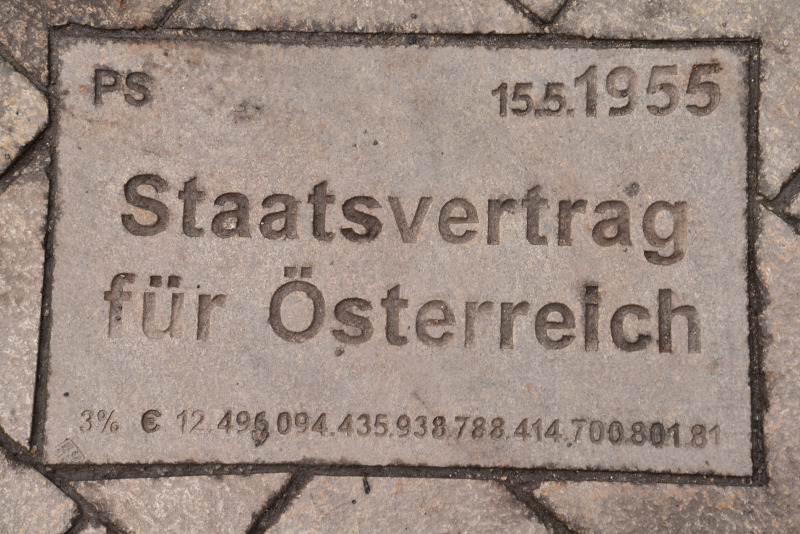 PS 15.5.1955
Staatsvertrag
für Österreich
3% € 12.496.094.435.938.788.414.700.801.81